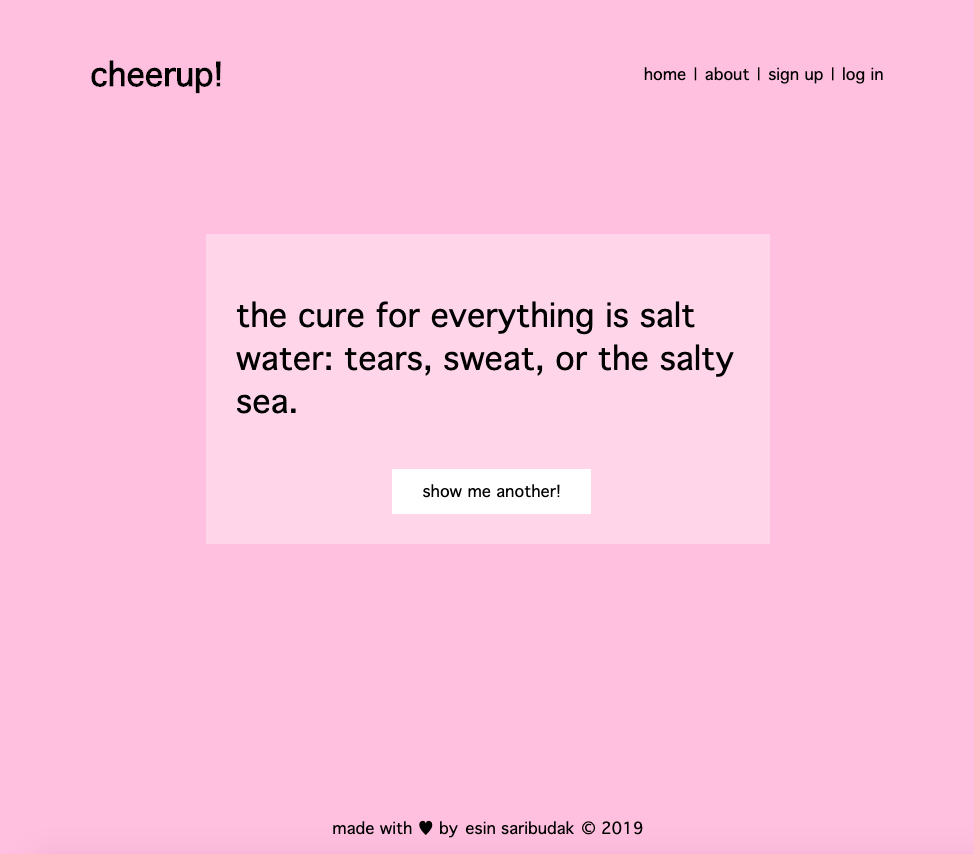 cheerup!
home | about | sign up | log in
the cure for everything is salt
water: tears, sweat, or the salty
sea.
show me another!
made with ♥ by esin saribudak © 2019